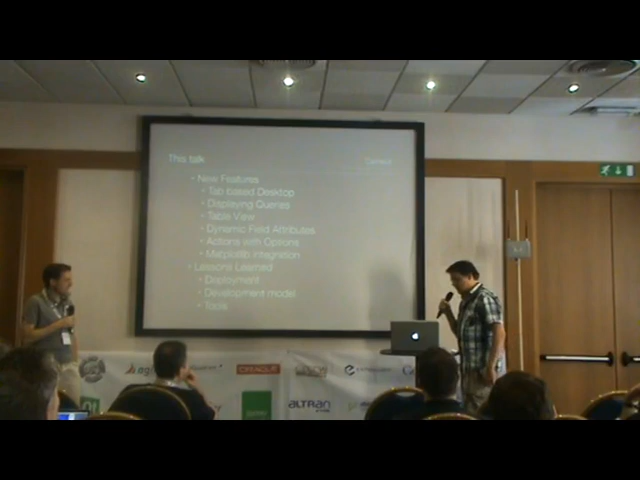 This talk
• New Features
• Tab based Desktop
• Displaying Queries
• Table View
• Dynamic Field Attributes
• Actions with Options
• Matplotlib integration
• Lessons Learned
• Deployment
• Development model
• Tools
ORACLE
ALTRAN